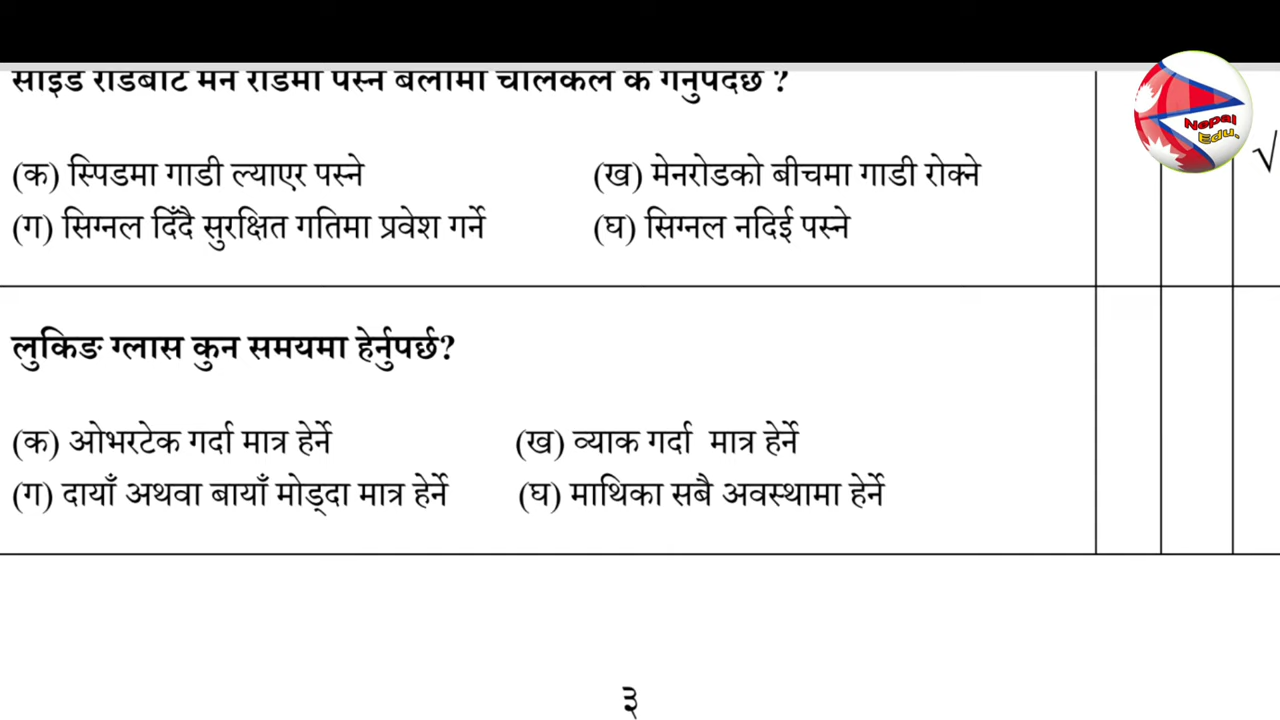 साइड रोडबाट मेन रोडमा पस्ने बेलामा चालकले के गर्नुपर्दछ ?
(क) स्पिडमा गाडी ल्याएर पस्ने (ख) मेनरोडको बीचमा गाडी रोक्ने
(ग) सिग्नल दिँदै सुरक्षित गतिमा प्रवेश गर्ने (घ) सिग्नल नदिई पस्ने
लुकिङ ग्लास कुन समयमा हेर्नुपर्छ?
(क) ओभरटेक गर्दा मात्र हेर्ने (ख) व्याक गर्दा मात्र हेर्ने
(ग) दायाँ अथवा बायाँ मोड्दा मात्र हेर्ने (घ) माथिका सबै अवस्थामा हेर्ने
३
Nepal
Edu.
√